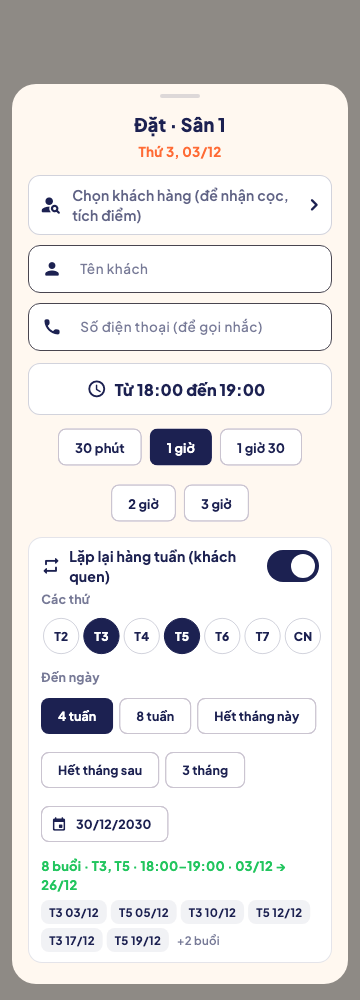 Đặt · Sân 1
Thứ 3, 03/12
Chọn khách hàng (để nhận cọc,
tích điểm)
Tên khách
Số điện thoại (để gọi nhắc)
Từ 18:00 đến 19:00
30 phút 1 giờ 1 giờ 30
2 giờ 3 giờ
Lặp lại hàng tuần (khách
quen)
Các thứ
T2 T3 T4 T5 T6 T7 CN
Đến ngày
4 tuần 8 tuần Hết tháng này
Hết tháng sau 3 tháng
30/12/2030
8 buổi · T3, T5 · 18:00–19:00 · 03/12 →
26/12
T3 03/12 T5 05/12 T3 10/12 T5 12/12
T3 17/12 T5 19/12 +2 buổi